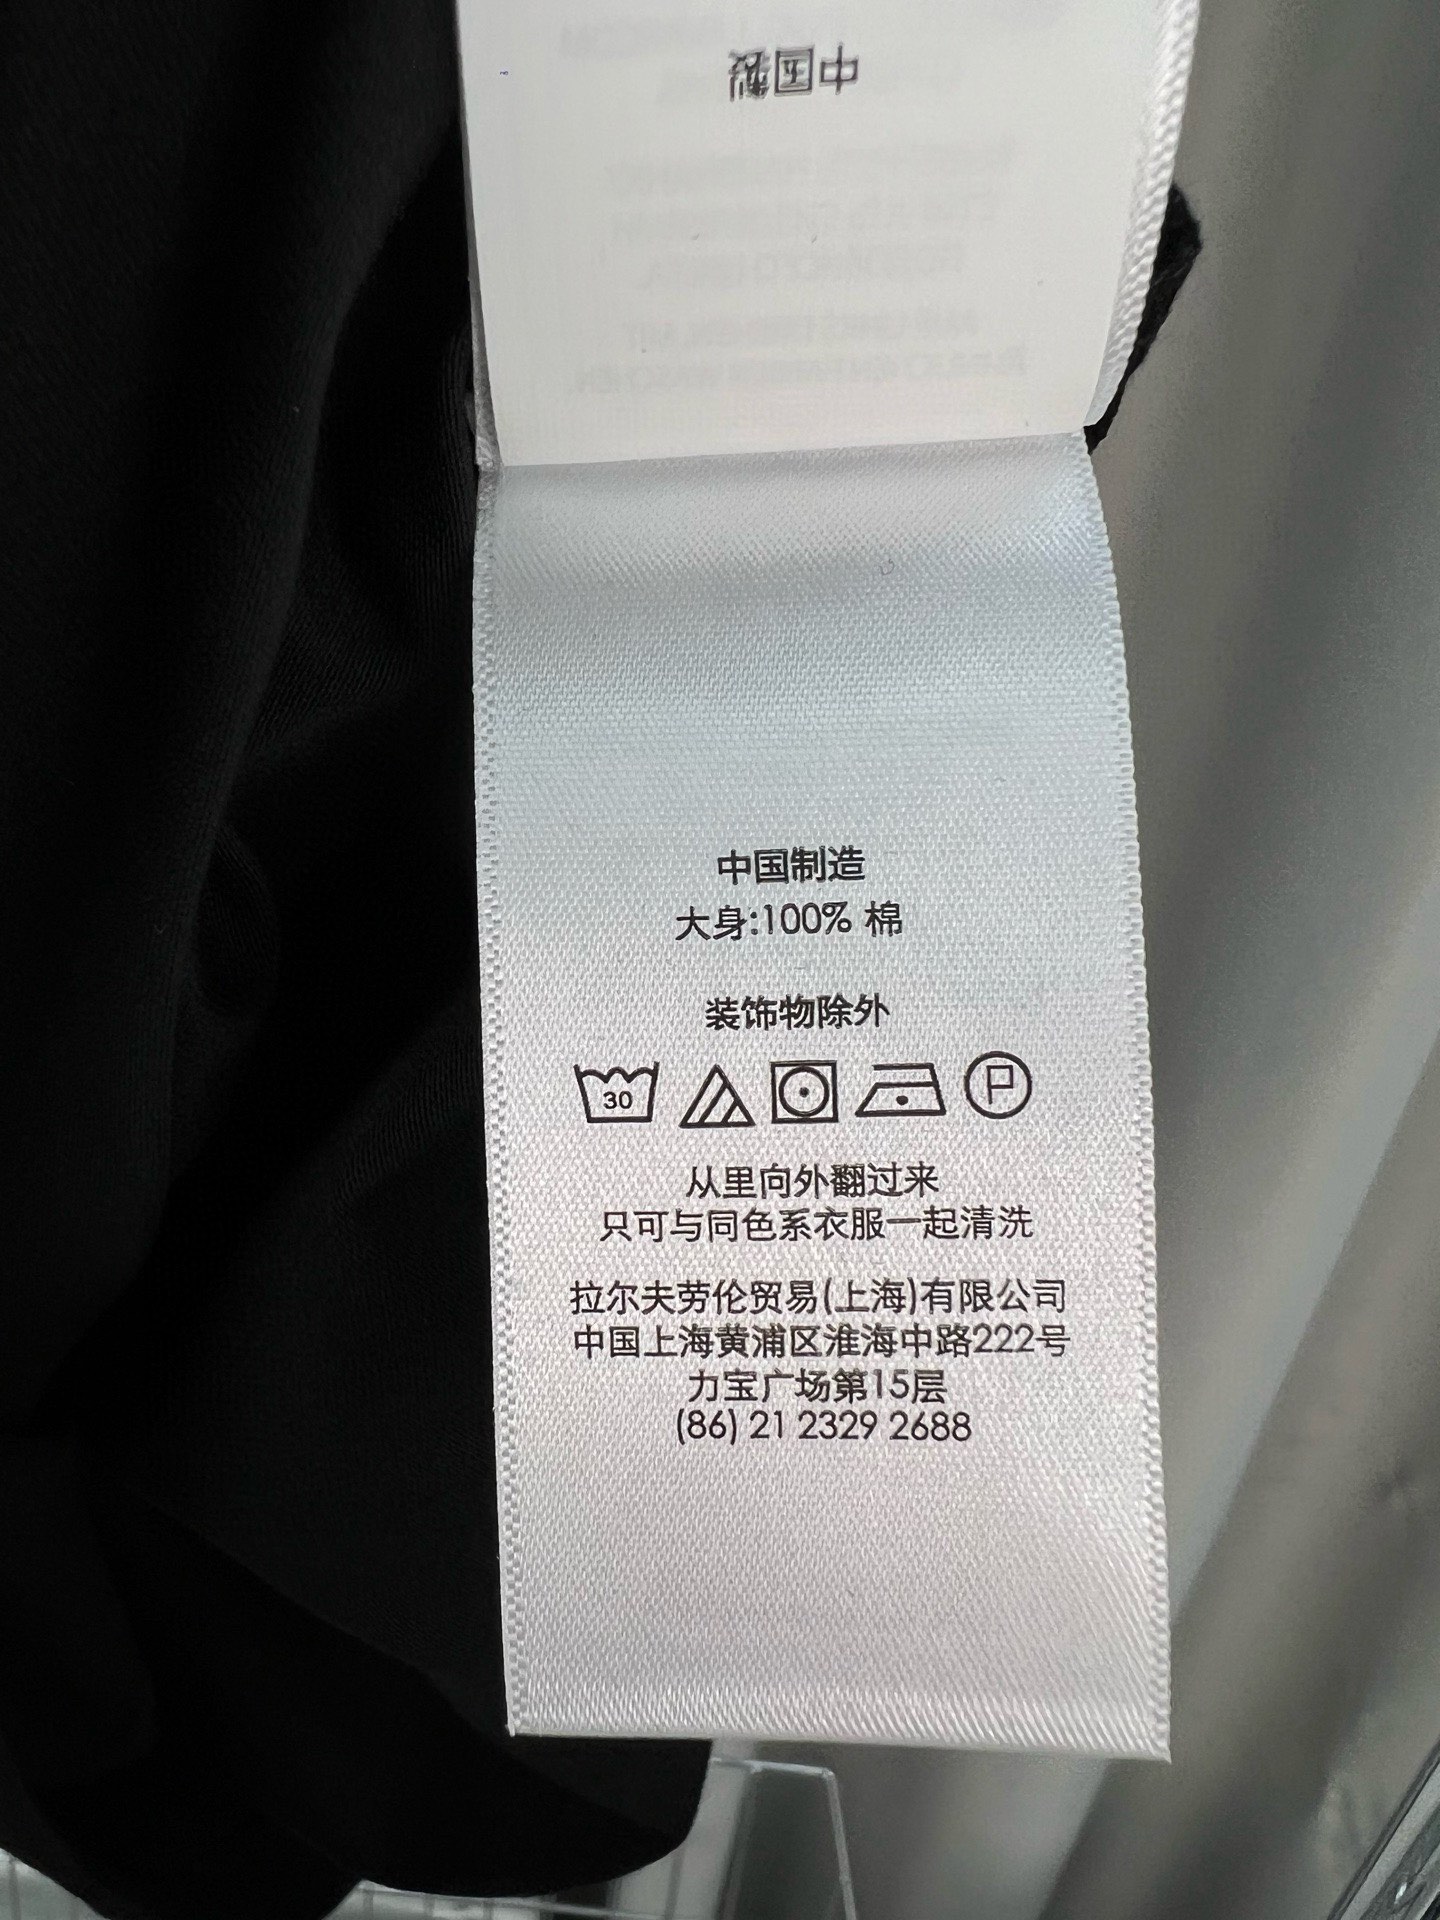 中国製
中国制造
大身:100% 棉
装饰物除外
30
P
从里向外翻过来
只可与同色系衣服一起清洗
拉尔夫劳伦贸易(上海)有限公司
中国上海黄浦区淮海中路222号
力宝广场第15层
(86) 21 2329 2688